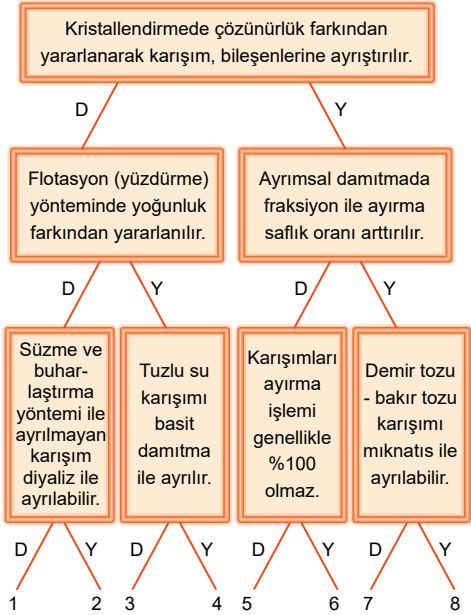 Kristallendirmede çözünürlük farkından
yararlanarak karışım, bileşenlerine ayrıştırılır.
D
Y
Flotasyon (yüzdürme)
yönteminde yoğunluk
farkından yararlanılır.
Ayrımsal damıtmada
fraksiyon ile ayırma
saflık oranı arttırılır.
D
Y
D
Y
Süzme ve
buhar-
laştırma
yöntemi ile
ayrılmayan
karışım
diyaliz ile
ayrılabilir.
Tuzlu su
karışımı
basit
damıtma
ile ayrılır.
Karışımları
ayırma
işlemi
genellikle
%100
olmaz.
Demir tozu
- bakır tozu
karışımı
mıknatıs ile
ayrılabilir.
D
Y
D
Y
D
Y
D
Y
1
2
3
4
5
6
7
8